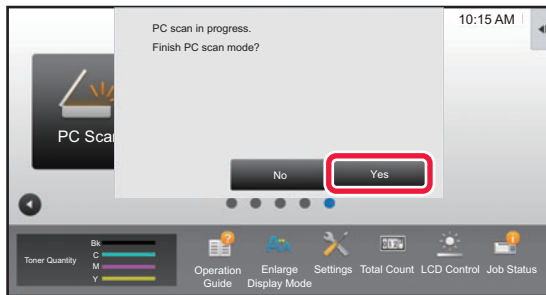 PC scan in progress.
Finish PC scan mode?
10:15 AM
PC Sca
No
Yes
Toner Quantity
Bk
C
M
Y
Operation
Guide
Enlarge
Display Mode
Settings
Total Count
LCD Control
Job Status